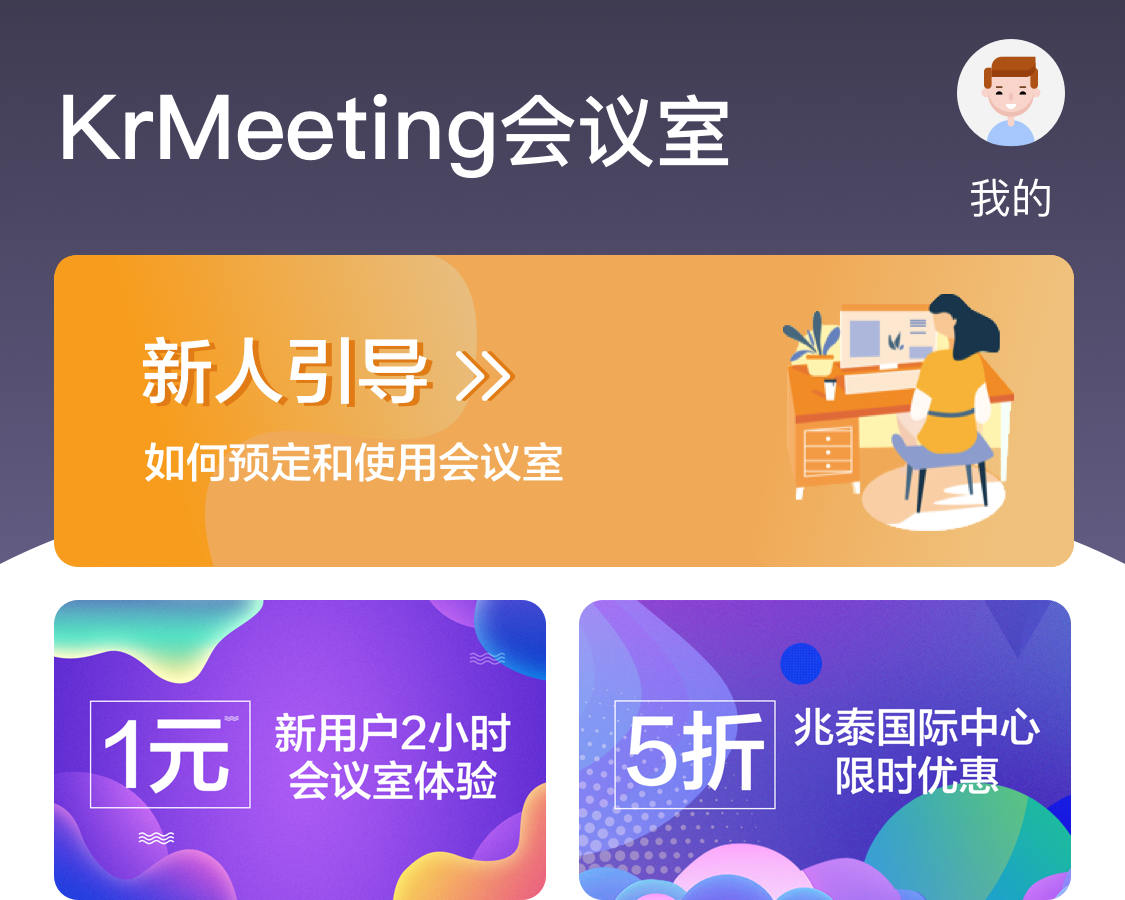 KrMeeting会议室
我的
新人引导
如何预定和使用会议室
1元
新用户2小时
会议室体验
5折
兆泰国际中心
限时优惠